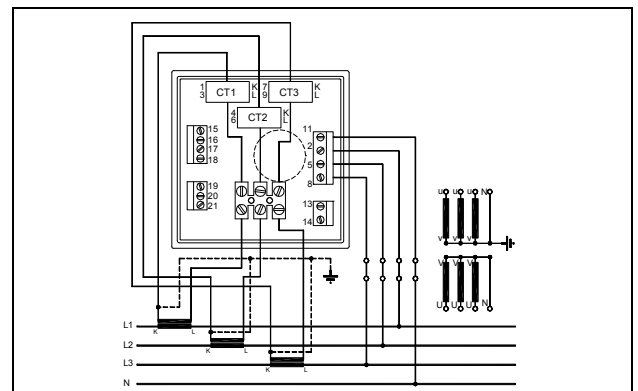 1 CT1 K 7 CT3 K
3 L 9 L
4 CT2 K
6 L
15
16
17
18
11
2
5
8
19
20
21
13
14
u u u N
v v v
V V V
U U U N
L1
K L
L2
K L
L3
K L
N